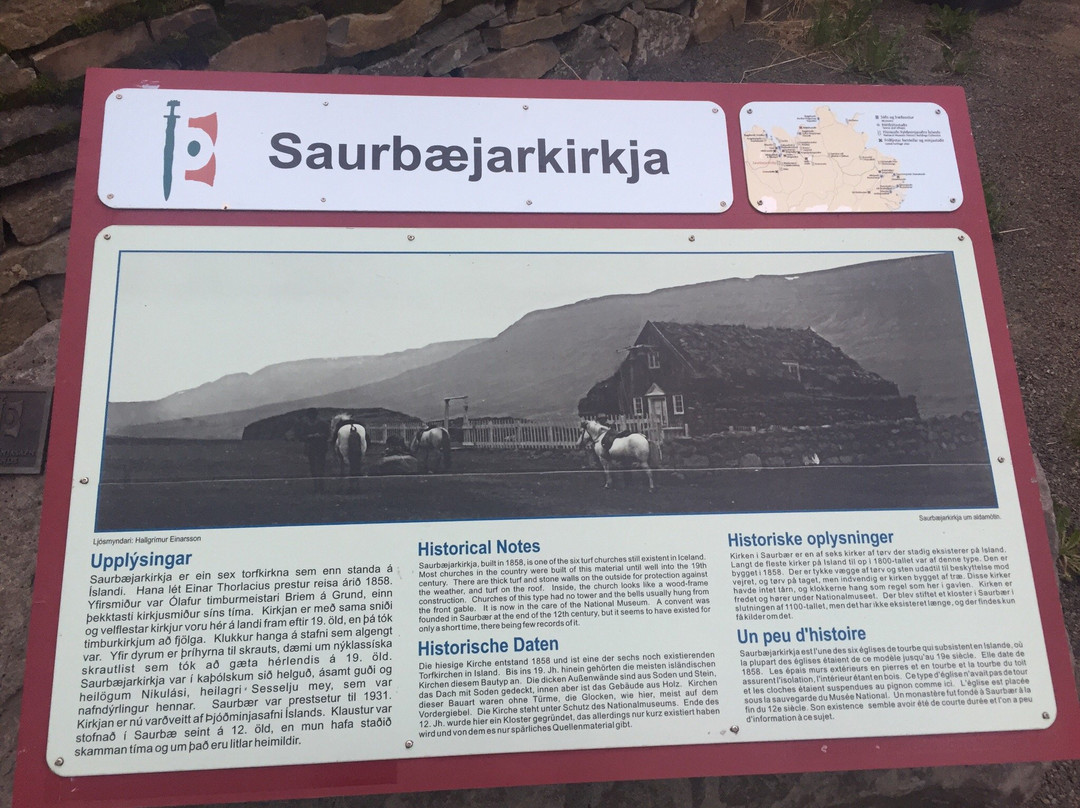 Saurbæjarkirkja
Ljósmyndari: Hallgrímur Einarsson
Saurbæjarkirkja um aldamótin.
Upplýsingar
Saurbæjarkirkja er ein sex torfkirkna sem enn standa á
Íslandi. Hana lét Einar Thorlacius prestur reisa árið 1858.
Yfirsmiður var Ólafur timburmeistari Briem á Grund, einn
þekktasti kirkjusmiður síns tíma. Kirkjan er með sama sniði
og velflestar kirkjur voru hér á landi fram eftir 19. öld, en þá tók
timburkirkjum að fjölga. Klukkur hanga á stafni sem algengt
var. Yfir dyrum er þríhyrna til skrauts, dæmi um nýklassíska
skrautlist sem tók að gæta hérlendis á 19. öld.
Saurbæjarkirkja var í kaþólskum sið helguð, ásamt guði og
heilögum Nikulási, heilagri Sesselju mey, sem var
nafndýrlingur hennar. Saurbær var prestsetur til 1931.
Kirkjan er nú varðveitt af Þjóðminjasafni Íslands. Klaustur var
stofnað í Saurbæ seint á 12. öld, en mun hafa staðið
skamman tíma og um það eru litlar heimildir.
Historical Notes
Saurbæjarkirkja, built in 1858, is one of the six turf churches still existent in Iceland.
Most churches in the country were built of this material until well into the 19th
century. There are thick turf and stone walls on the outside for protection against
the weather, and turf on the roof. Inside, the church looks like a wood-frame
construction. Churches of this type had no tower and the bells usually hung from
the front gable. It is now in the care of the National Museum. A convent was
founded in Saurbær at the end of the 12th century, but it seems to have existed for
only a short time, there being few records of it.
Historische Daten
Die hiesige Kirche entstand 1858 und ist eine der sechs noch existierenden
Torfkirchen in Island. Bis ins 19. Jh. hinein gehörten die meisten isländischen
Kirchen diesem Bautyp an. Die dicken Außenwände sind aus Soden und Stein,
das Dach mit Soden gedeckt, innen aber ist das Gebäude aus Holz. Kirchen
dieser Bauart waren ohne Türme, die Glocken, wie hier, meist auf dem
Vordergiebel. Die Kirche steht unter Schutz des Nationalmuseums. Ende des
12. Jh. wurde hier ein Kloster gegründet, das allerdings nur kurz existiert haben
wird und von dem es nur spärliches Quellenmaterial gibt.
Historiske oplysninger
Kirken i Saurbær er en af seks kirker af tørv der stadig eksisterer på Island.
Langt de fleste kirker på Island til op i 1800-tallet var af denne type. Den er
bygget i 1858. Der er tykke vægge af tørv og sten udadtil til beskyttelse mod
vejret, og tørv på taget, men indvendig er kirken bygget af træ. Disse kirker
havde intet tårn, og klokkerne hang som regel som her i gavlen. Kirken er
fredet og hører under Nationalmuseet. Der blev stiftet et kloster i Saurbær i
slutningen af 1100-tallet, men det har ikke eksisteret længe, og der findes kun
få kilder om det.
Un peu d'histoire
Saurbæjarkirkja est l'une des six églises de tourbe qui subsistent en Islande, où
la plupart des églises étaient de ce modèle jusqu'au 19e siècle. Elle date de
1858. Les épais murs extérieurs en pierres et en tourbe et la tourbe du toit
assurent l'isolation, l'intérieur étant en bois. Ce type d'église n'avait pas de tour
et les cloches étaient suspendues au pignon comme ici. L'église est placée
sous la sauvegarde du Musée National. Un monastère fut fondé à Saurbær à la
fin du 12e siècle. Son existence semble avoir été de courte durée et l'on a peu
d'information à ce sujet.